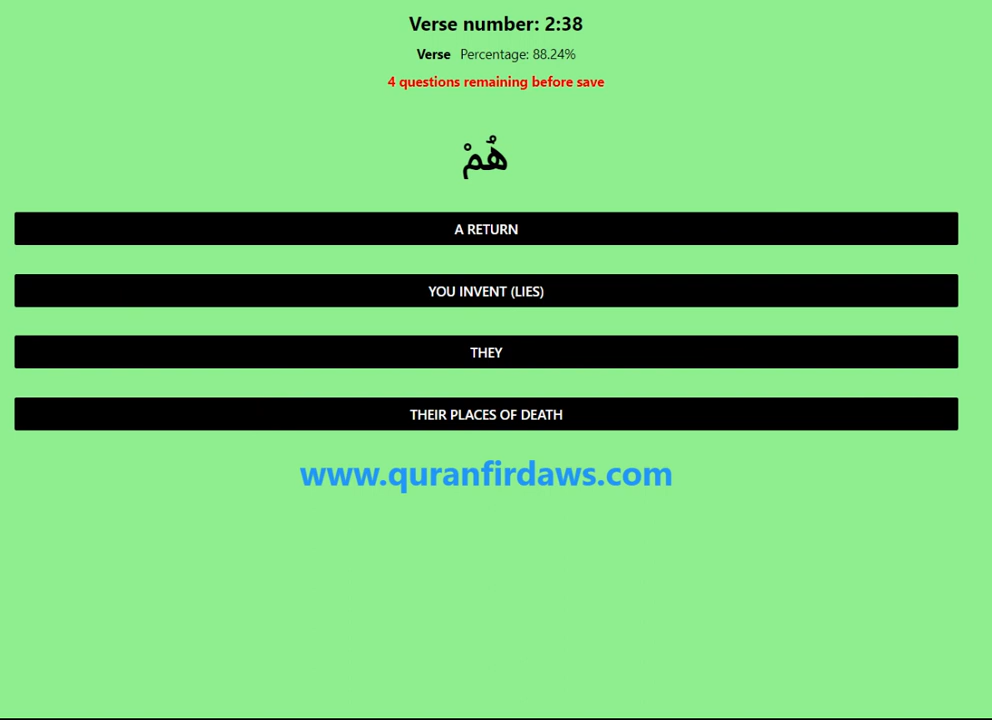 Verse number: 2:38
Verse Percentage: 88.24%
4 questions remaining before save
هُمْ
A RETURN
YOU INVENT (LIES)
THEY
THEIR PLACES OF DEATH
www.quranfirdaws.com